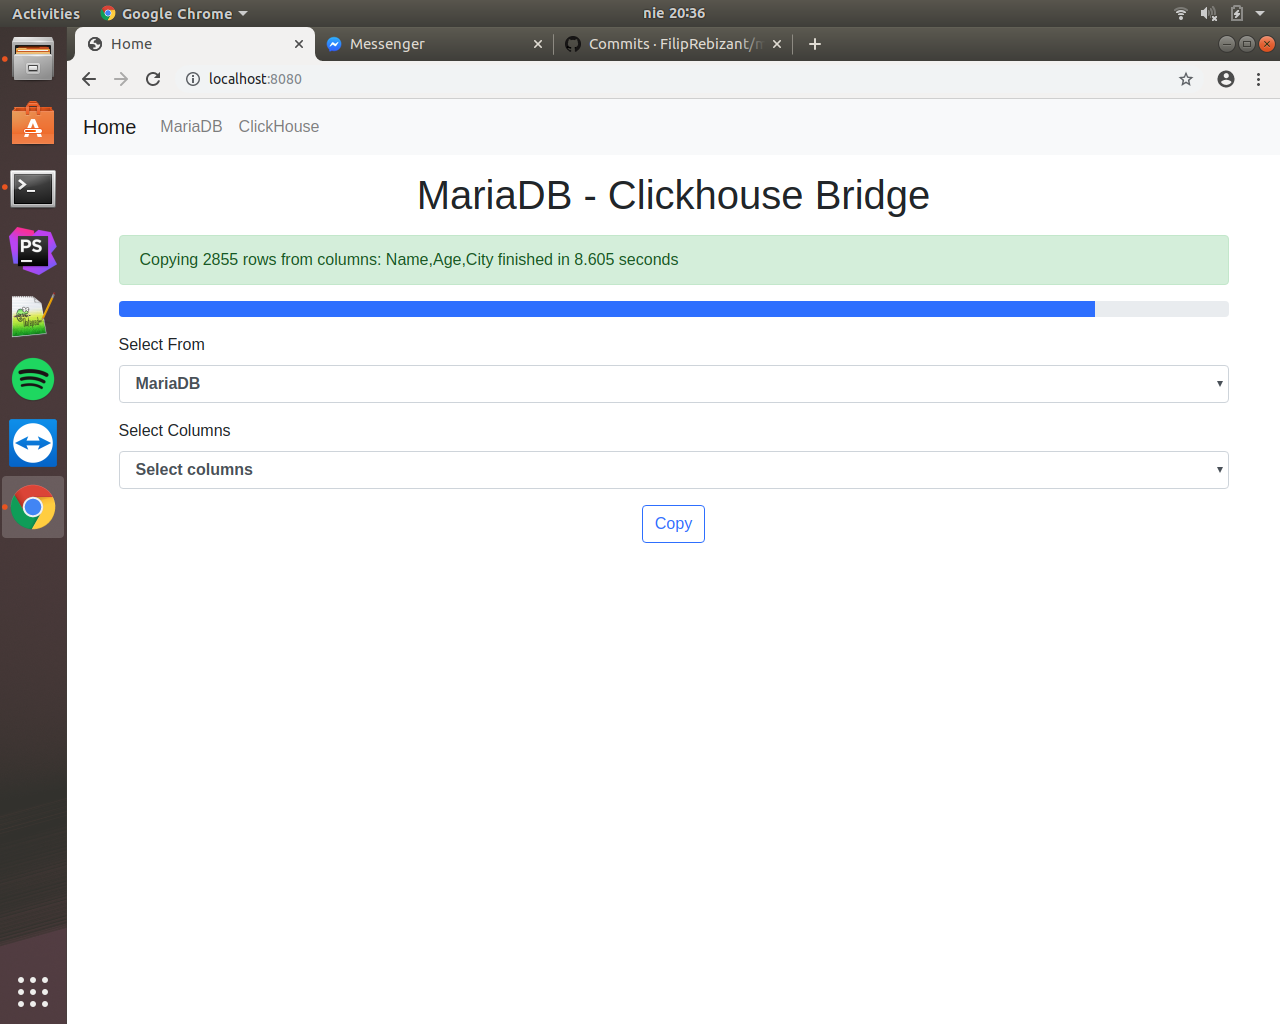 Activities
Google Chrome
nie 20:36
Home
Messenger
Commits · FilipRebizant/
localhost:8080
Home
MariaDB
ClickHouse
MariaDB - Clickhouse Bridge
Copying 2855 rows from columns: Name,Age,City finished in 8.605 seconds
Select From
MariaDB
Select Columns
Select columns
Copy
PS